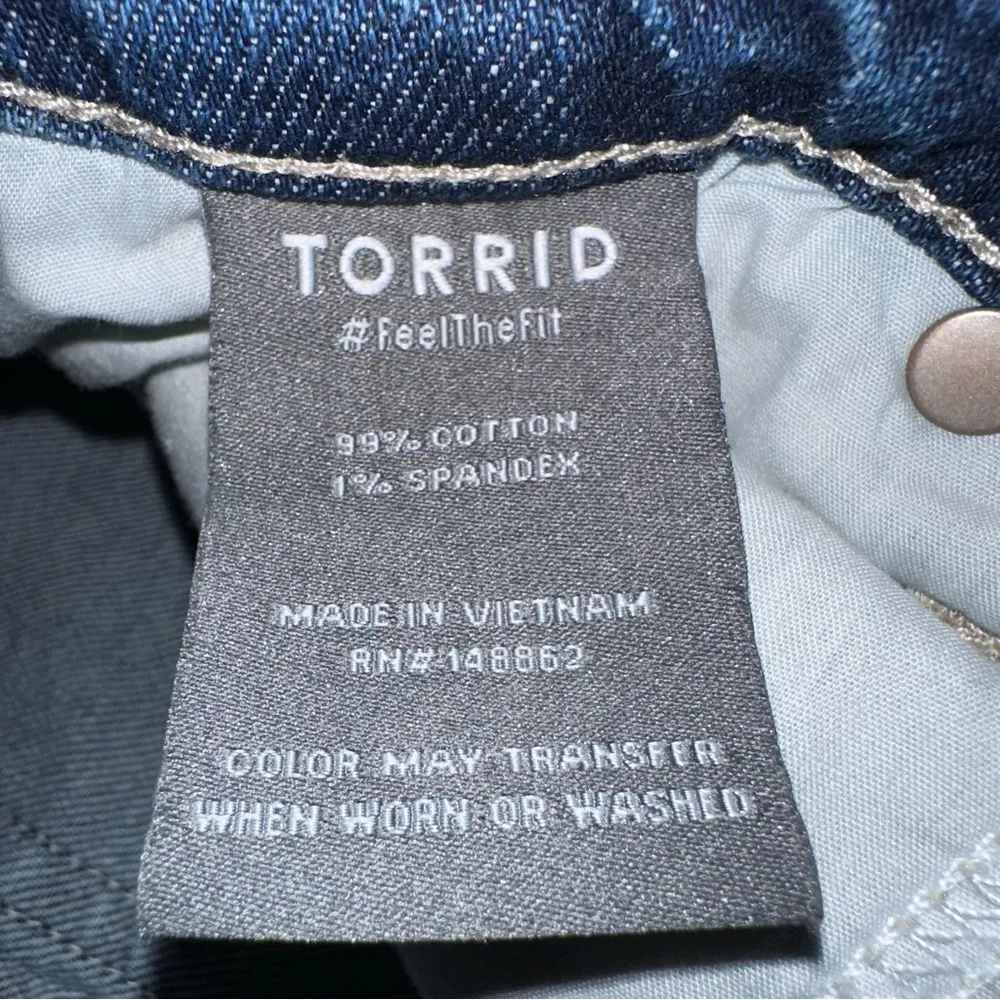 TORRID
#FeelTheFit
99% COTTON
1% SPANDEX
MADE IN VIETNAM
RN# 148862
COLOR MAY TRANSFER
WHEN WORN OR WASHED